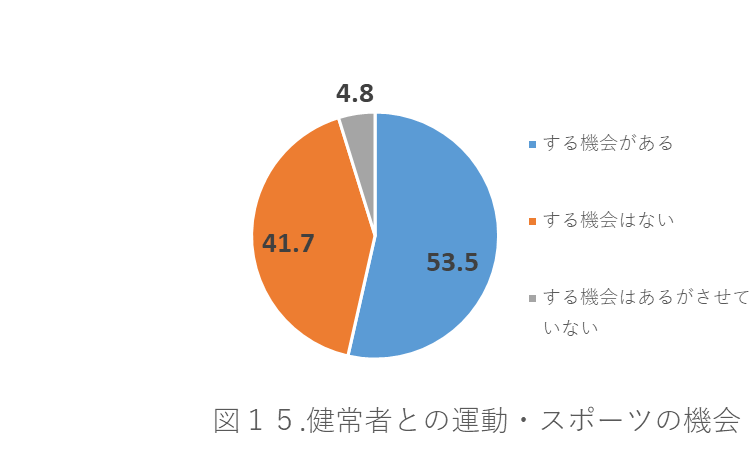 4.8
41.7
53.5
する機会がある
する機会はない
する機会はあるがさせて
いない
図１５.健常者との運動・スポーツの機会